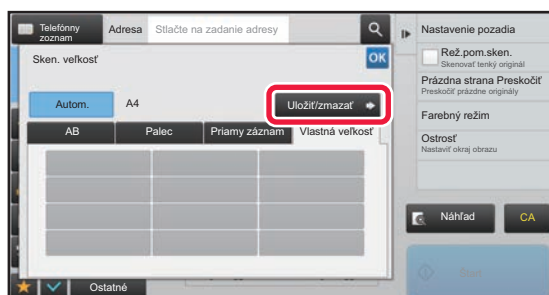 Telefónny
zoznam
Adresa
Stlačte na zadanie adresy
Nastavenie pozadia
Sken. veľkosť
OK
Rež.pom.sken.
Skenovať tenký originál
Prázdna strana Preskočiť
Preskočiť prázdne originály
Autom.
A4
Uložiť/zmazať
Farebný režim
AB
Palec
Priamy záznam
Vlastná veľkosť
Ostrosť
Nastaviť okraj obrazu
Náhľad
CA
Ostatné
Štart